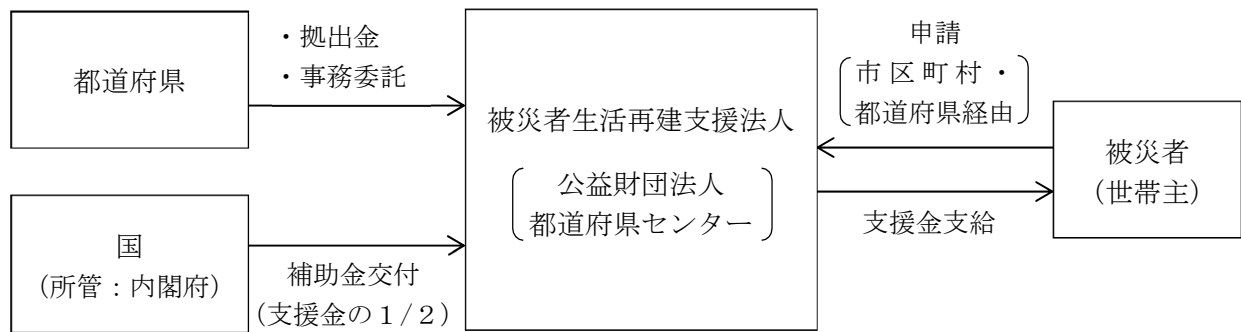 都道府県
・拠出金
・事務委託
国
(所管：内閣府)
補助金交付
(支援金の１/２)
被災者生活再建支援法人
公益財団法人
都道府県センター
申請
市区町村・
都道府県経由
支援金支給
被災者
(世帯主)